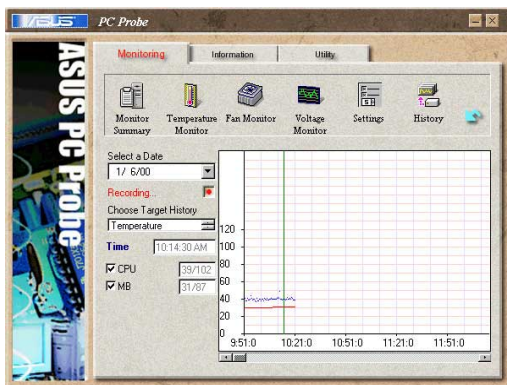 ASUS PC Probe
Monitoring Information Utility
Monitor Summary
Temperature Monitor
Fan Monitor
Voltage Monitor
Settings
History
ASUS PC Probe
Select a Date
1/ 6/00
Recording...
Choose Target History
Temperature
Time 10:14:30 AM
CPU 39/102
MB 31/87
120
100
80
60
40
20
0
9:51:0 10:21:0 10:51:0 11:21:0 11:51:0